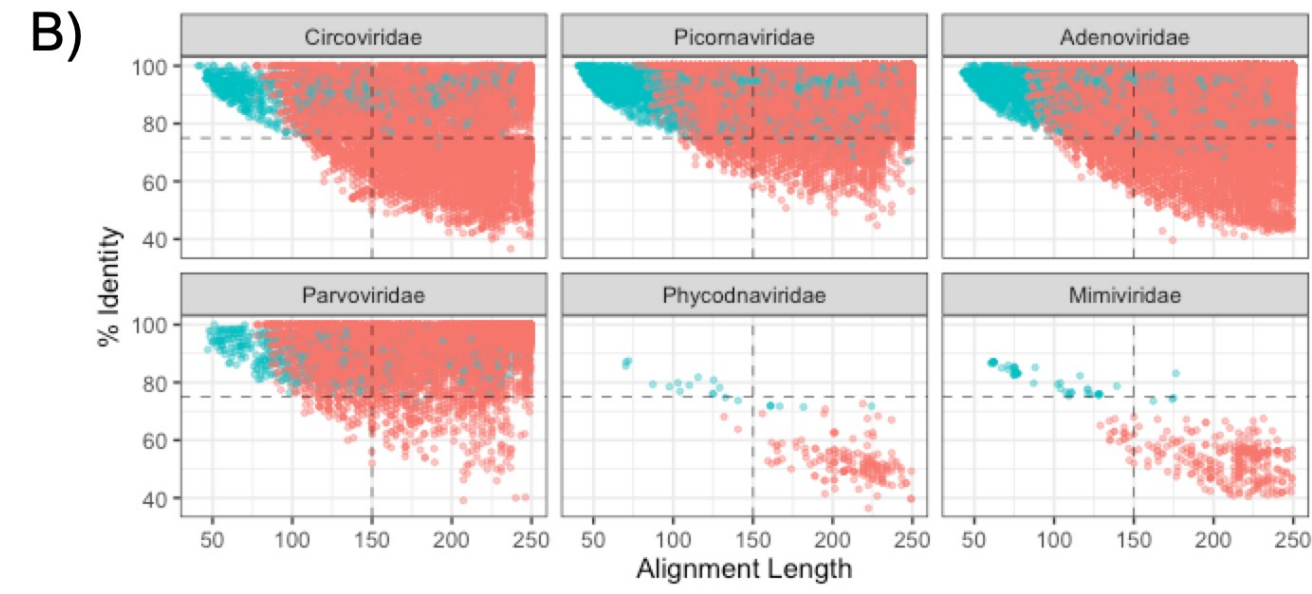 B)
Circoviridae Picornaviridae Adenoviridae
100
80
60
40
Parvoviridae Phycodnaviridae Mimiviridae
100
80
60
40
% Identity
50 100 150 200 250 50 100 150 200 250 50 100 150 200 250
Alignment Length